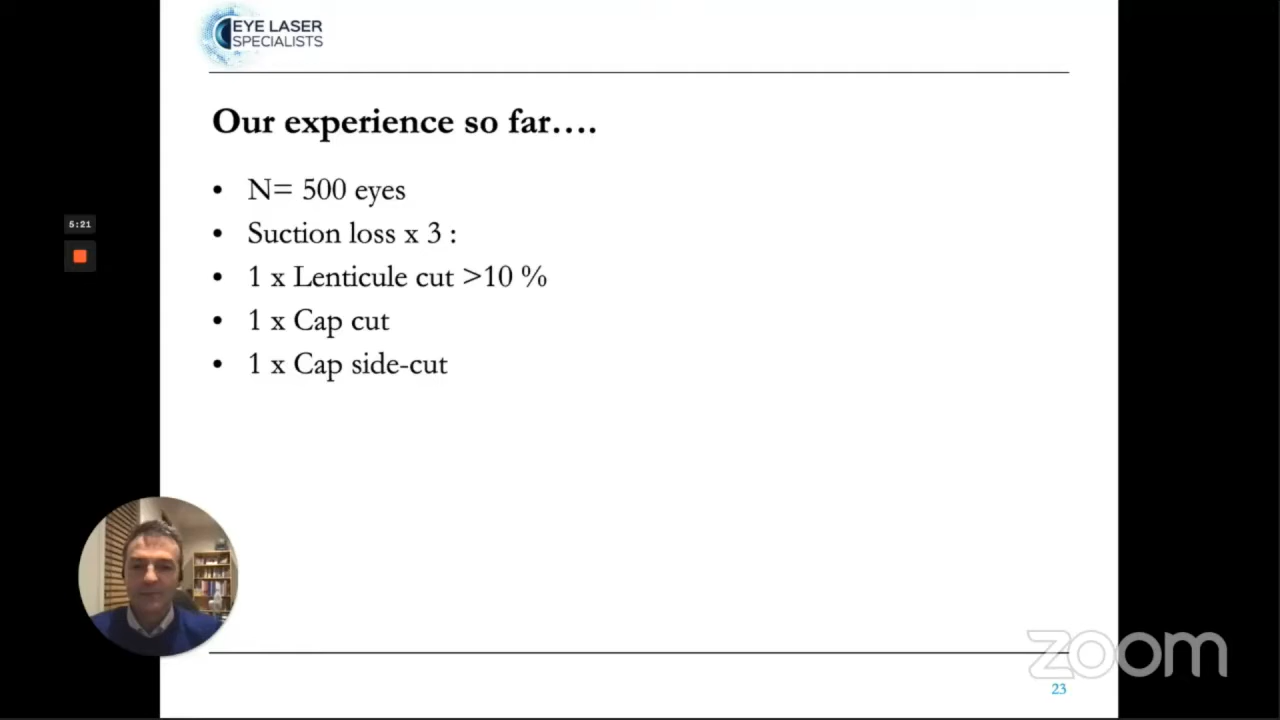 EYE LASER
SPECIALISTS
Our experience so far….
• N= 500 eyes
• Suction loss x 3 :
• 1 x Lenticule cut >10 %
• 1 x Cap cut
• 1 x Cap side-cut
5:21
zoom
23